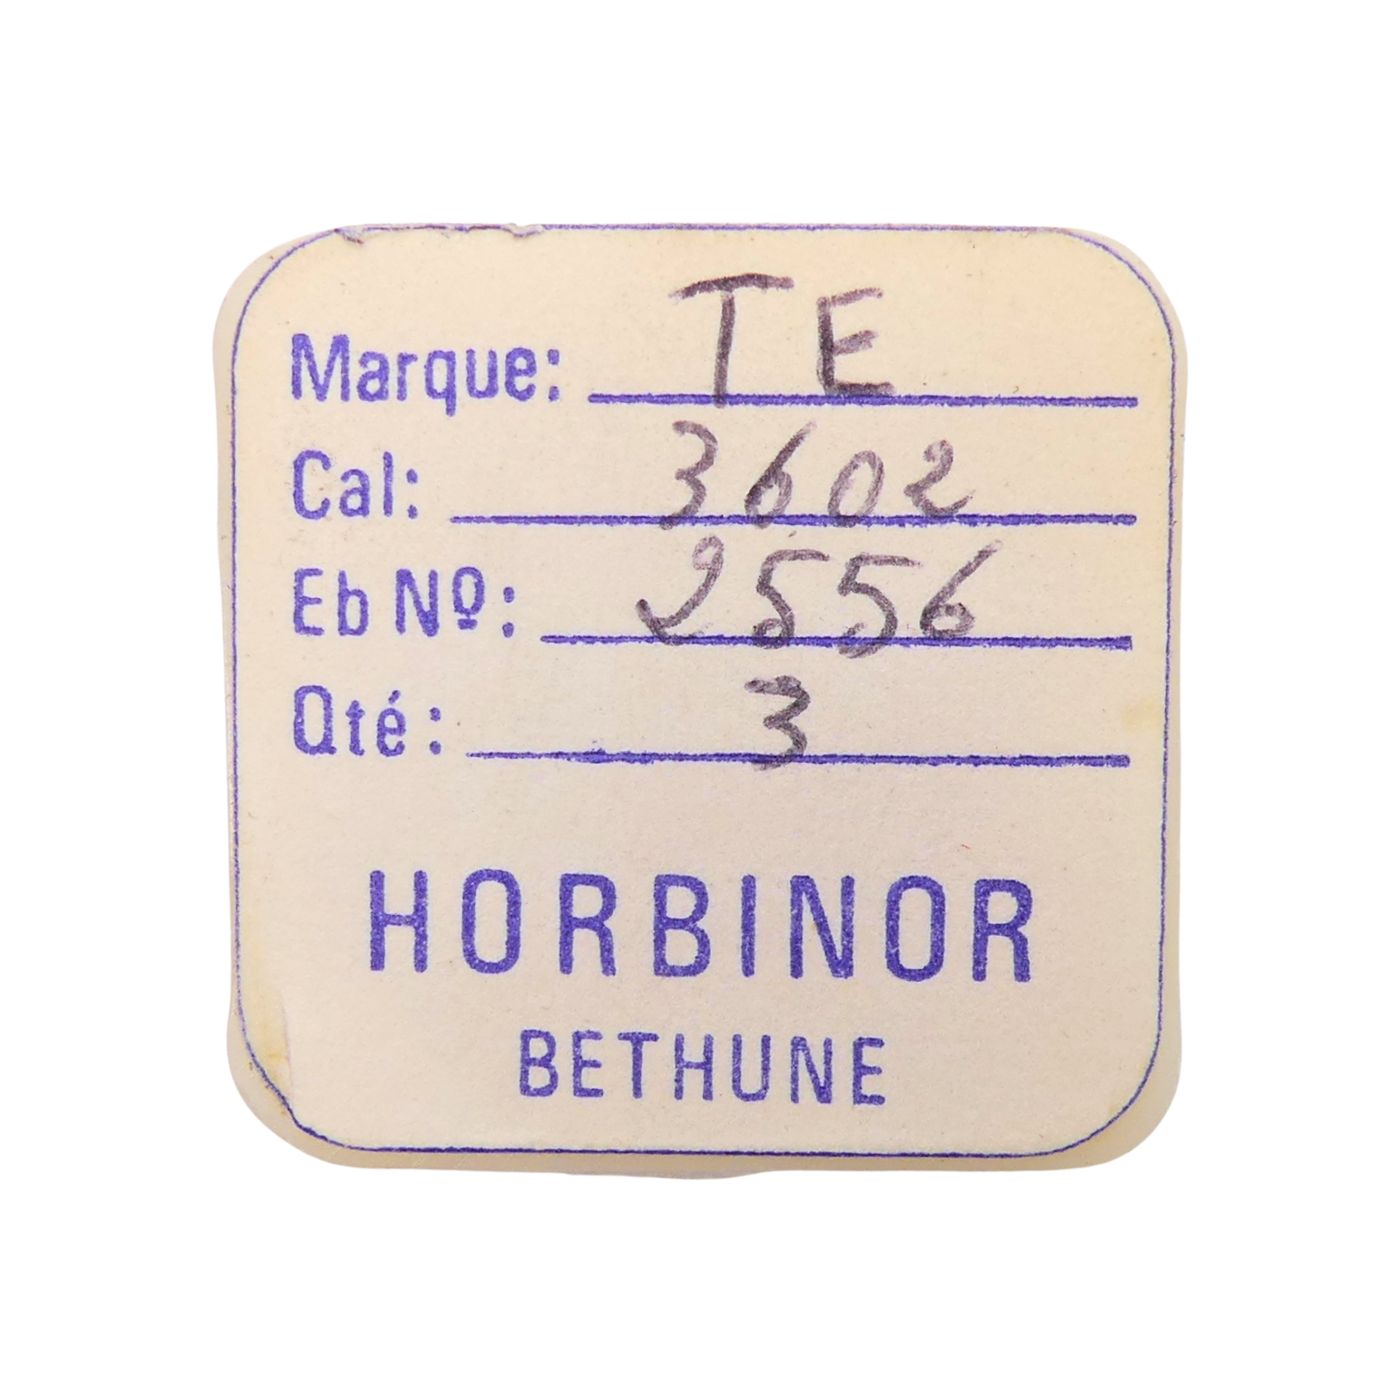 Marque: TE
Cal: 3602
Eb Nº: 2556
Qté: 3
HORBINOR
BETHUNE